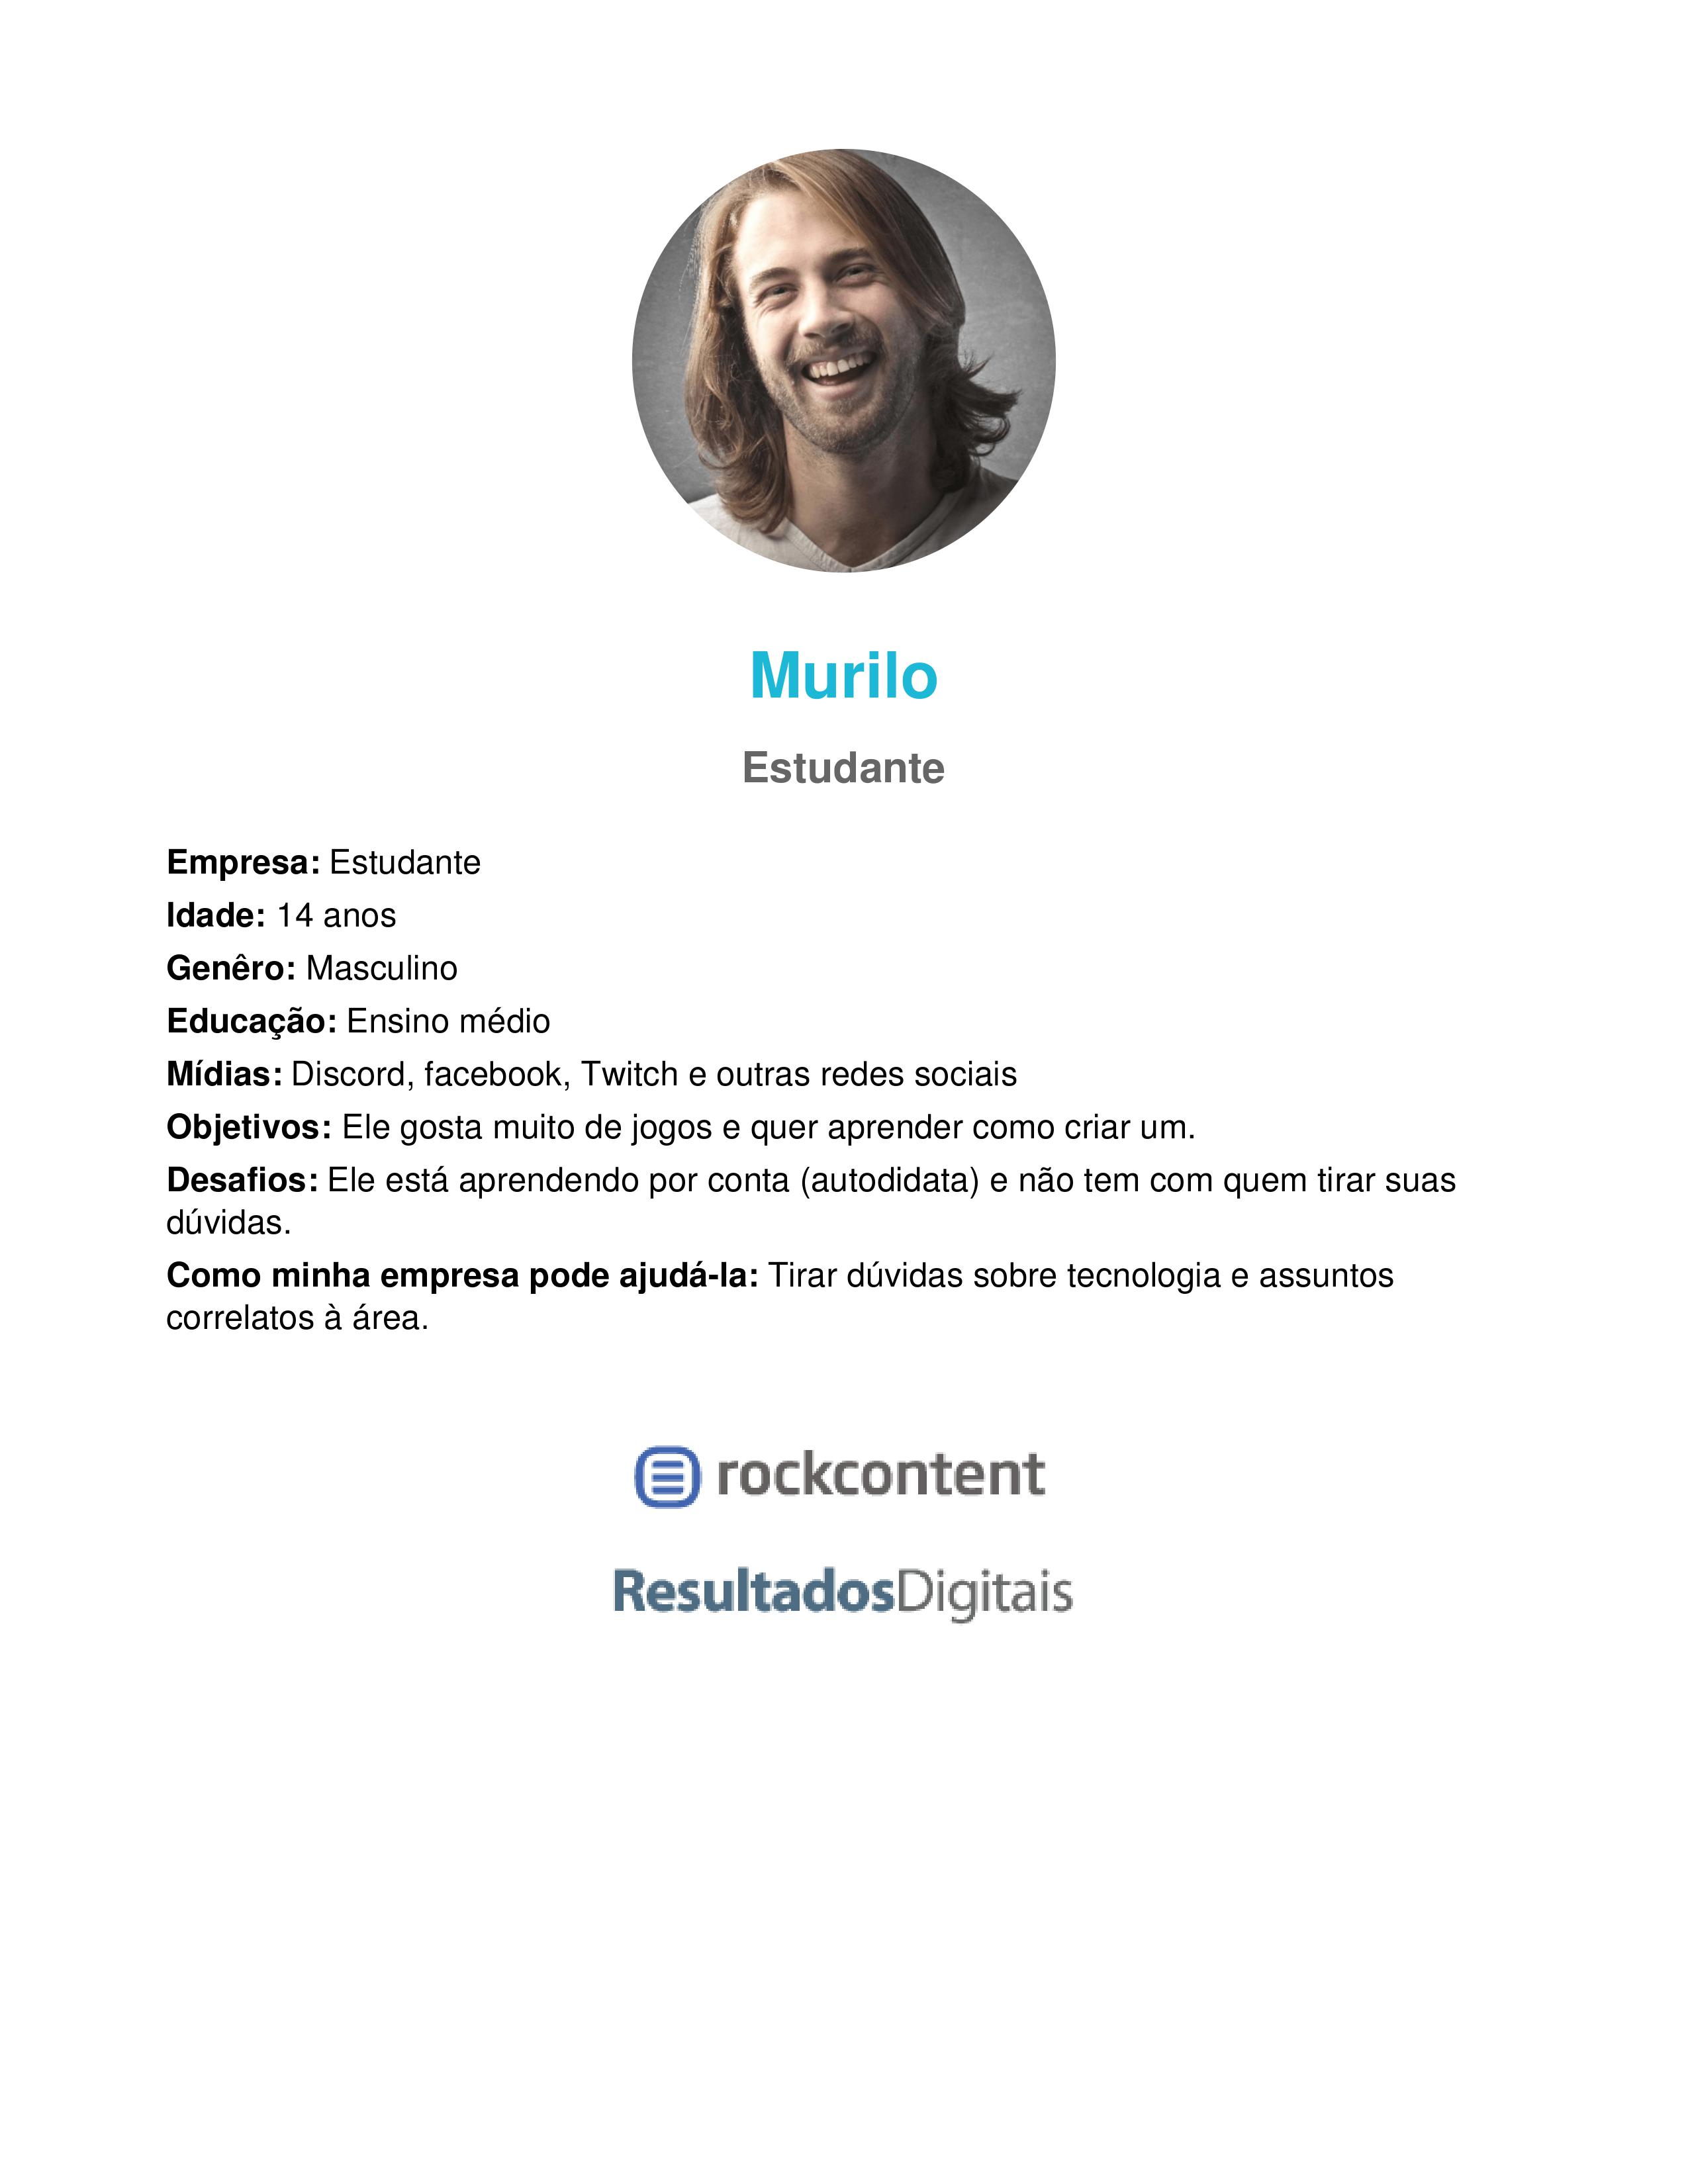 Murilo
Estudante
Empresa: Estudante
Idade: 14 anos
Genêro: Masculino
Educação: Ensino médio
Mídias: Discord, facebook, Twitch e outras redes sociais
Objetivos: Ele gosta muito de jogos e quer aprender como criar um.
Desafios: Ele está aprendendo por conta (autodidata) e não tem com quem tirar suas
dúvidas.
Como minha empresa pode ajudá-la: Tirar dúvidas sobre tecnologia e assuntos
correlatos à área.
rockcontent
ResultadosDigitais